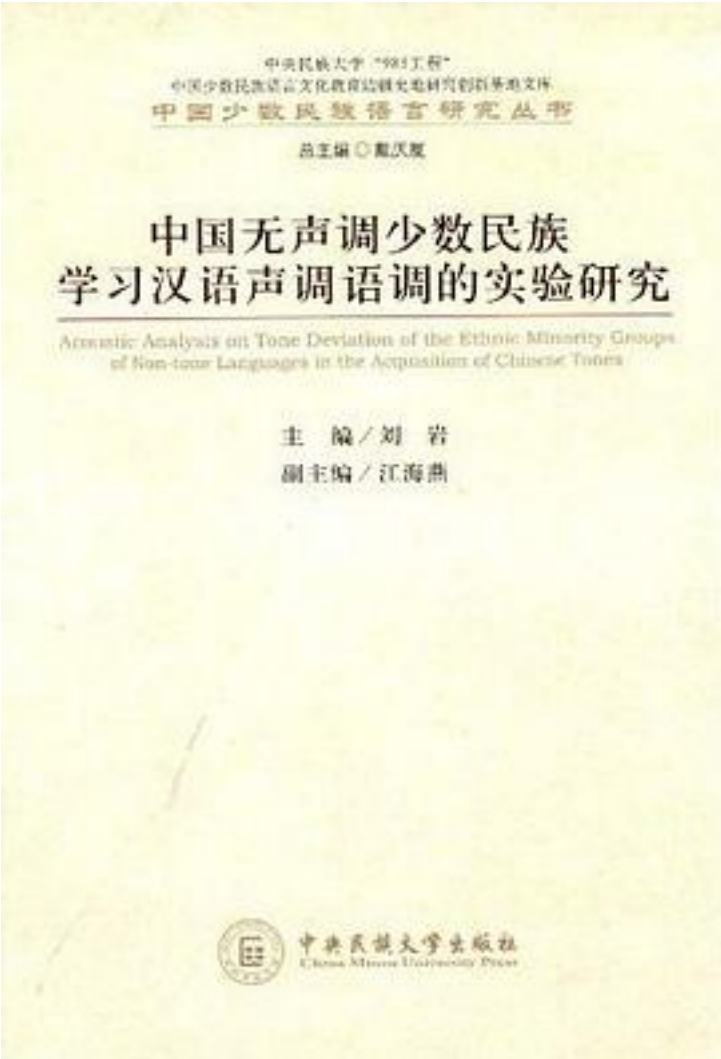 中央民族大学“985工程”
中国少数民族语言文化教育边疆史地研究创新基地文库
中国少数民族语言研究丛书
总主编○戴庆厦
中国无声调少数民族
学习汉语声调语调的实验研究
Acoustic Analysis on Tone Deviation of the Ethnic Minority Groups
of Non-tone Languages in the Acquisition of Chinese Tones
主 编/刘 岩
副主编/江海燕
中央民族大学出版社
China Minzu University Press